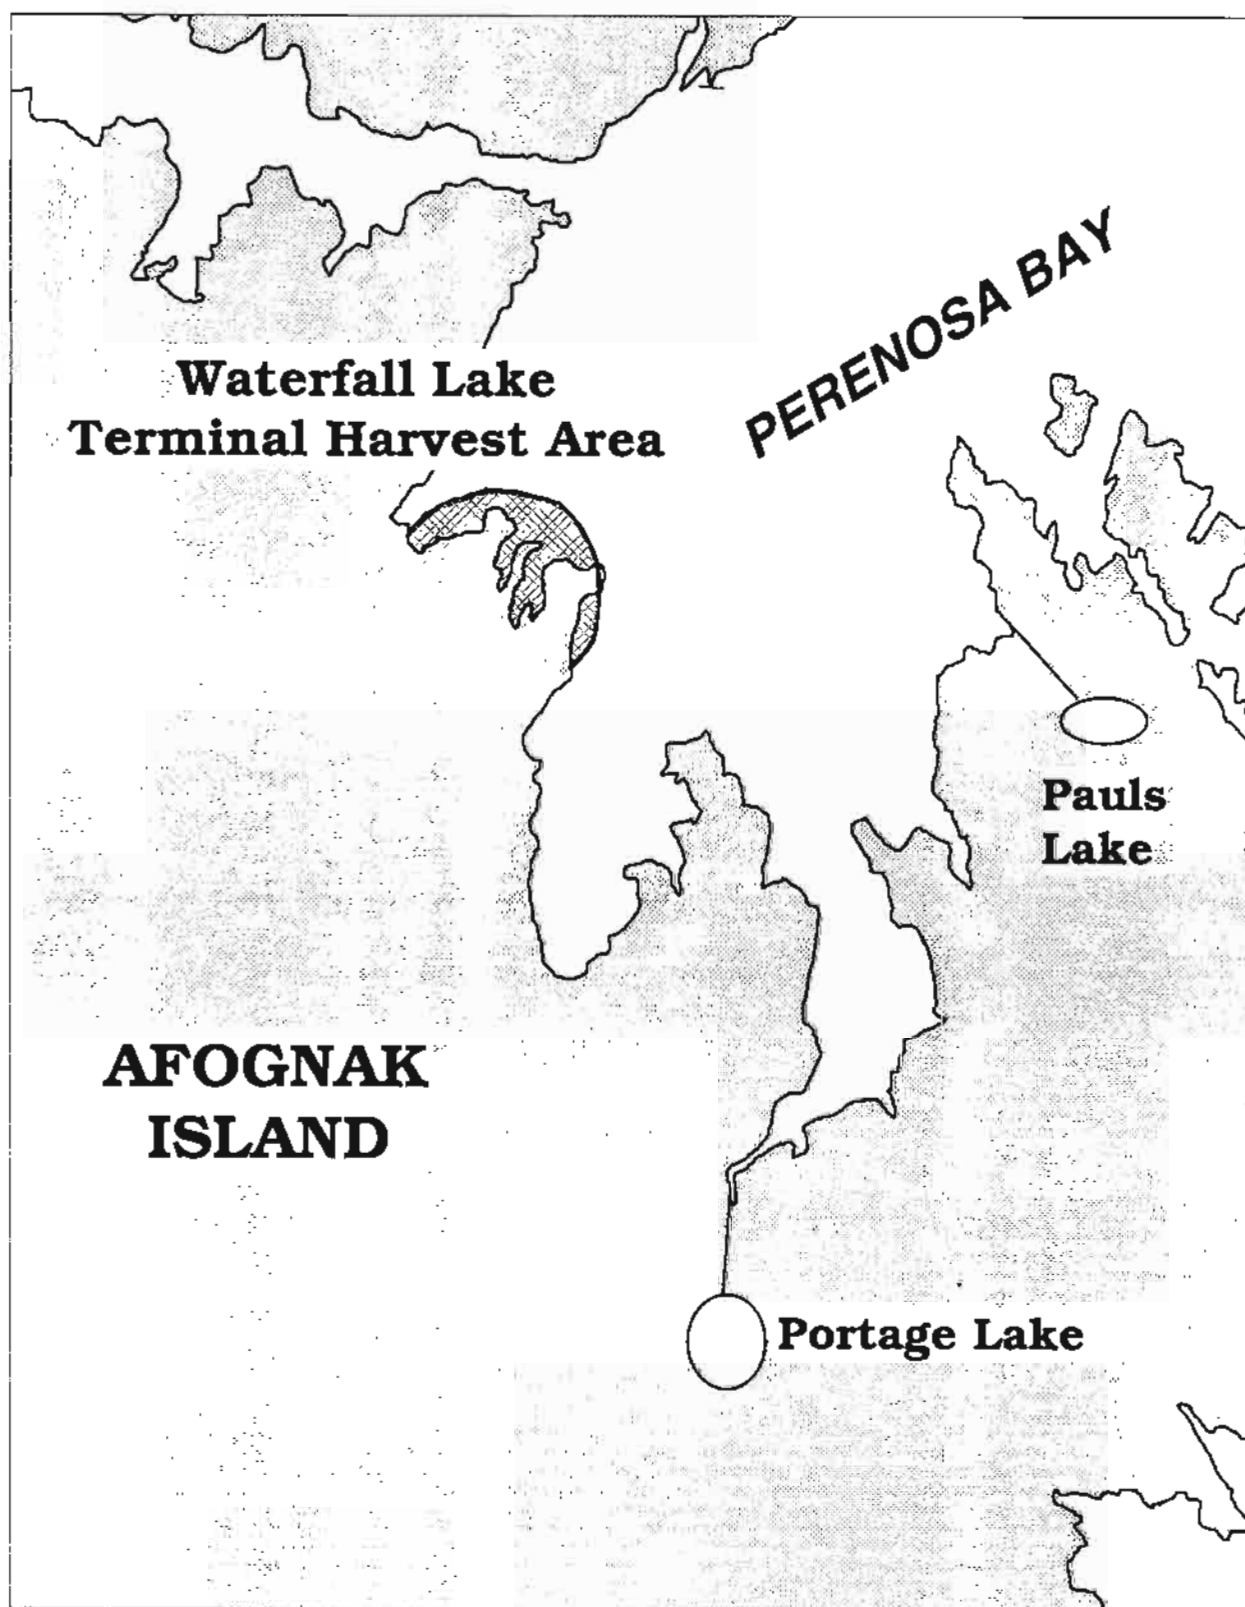 PERENOSA BAY
Waterfall Lake
Terminal Harvest Area
Pauls
Lake
AFOGNAK
ISLAND
Portage Lake